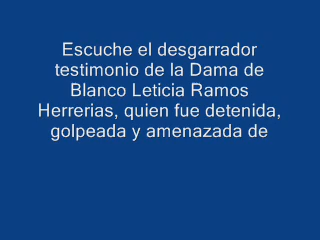 Escuche el desgarrador
testimonio de la Dama de
Blanco Leticia Ramos
Herrerias, quien fue detenida,
golpeada y amenazada de